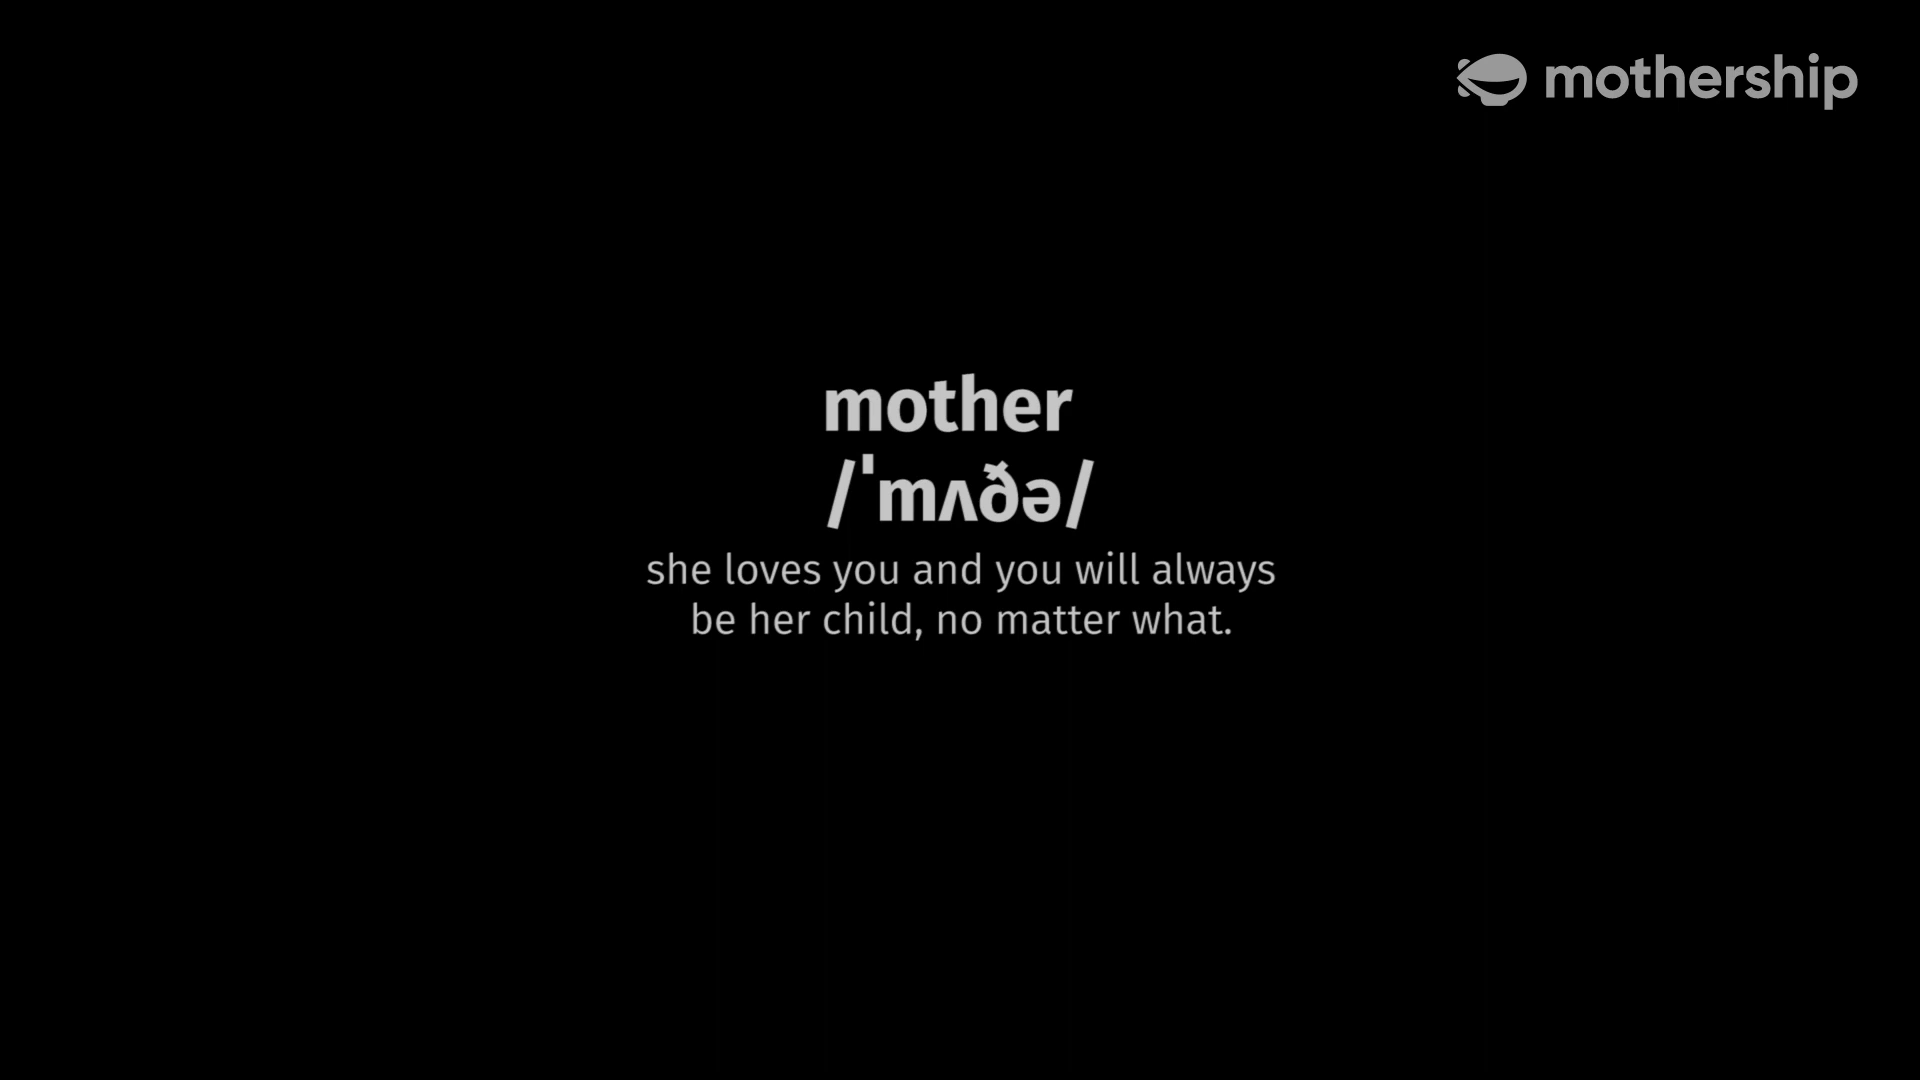 mothership
mother
/ˈmʌðə/
she loves you and you will always
be her child, no matter what.